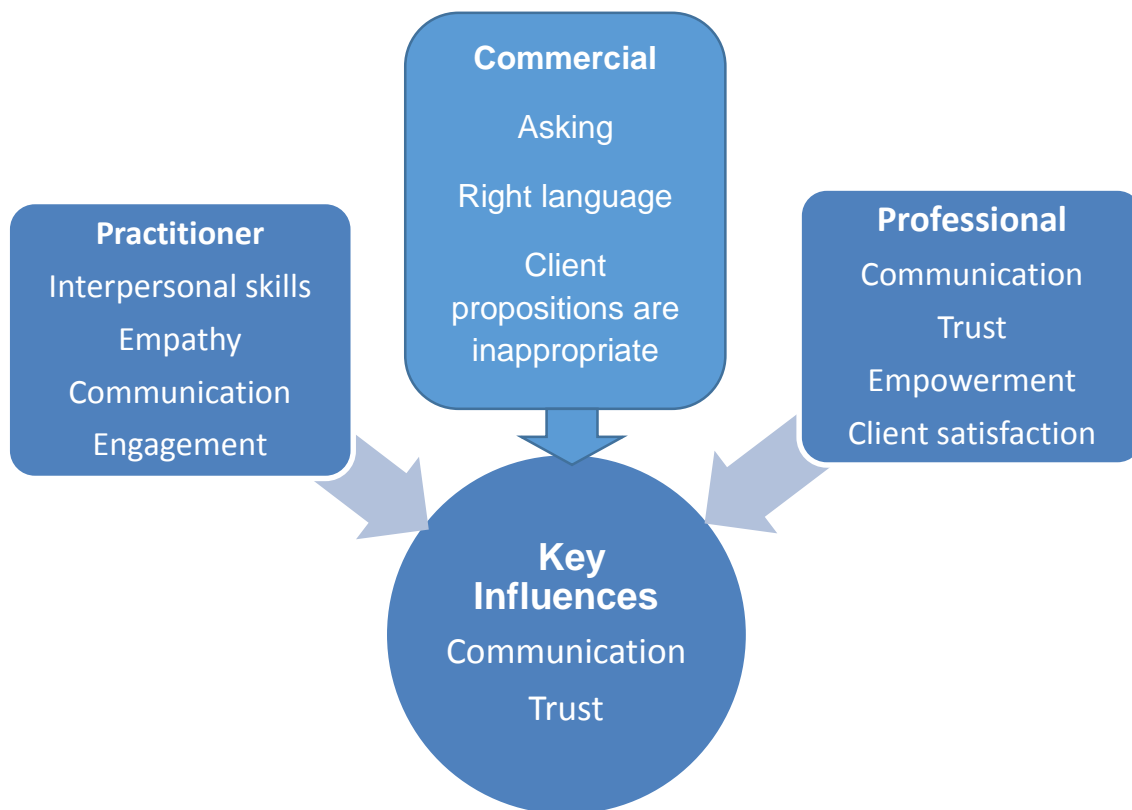 Commercial
Asking
Right language
Client
propositions are
inappropriate
Practitioner
Interpersonal skills
Empathy
Communication
Engagement
Professional
Communication
Trust
Empowerment
Client satisfaction
Key
Influences
Communication
Trust